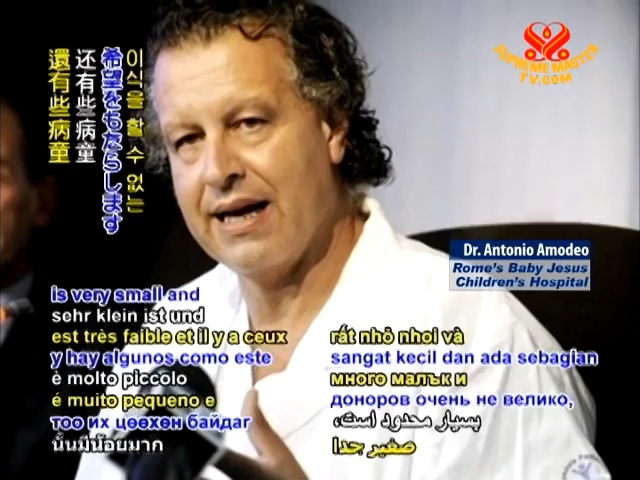 SUPREME MASTER
TV.COM
이식을 할 수 없는
希望をもたらします
还有些病童
還有些病童
Dr. Antonio Amodeo
Rome's Baby Jesus
Children's Hospital
is very small and
sehr klein ist und
est très faible et il y a ceux
y hay algunos como este
è molto piccolo
é muito pequeno e
тоо их цөөхөн байдаг
นั้นมีน้อยมาก
rất nhỏ nhoi và
sangat kecil dan ada sebagian
много малък и
доноров очень не велико,
بسیار محدود است،
صغير جدا